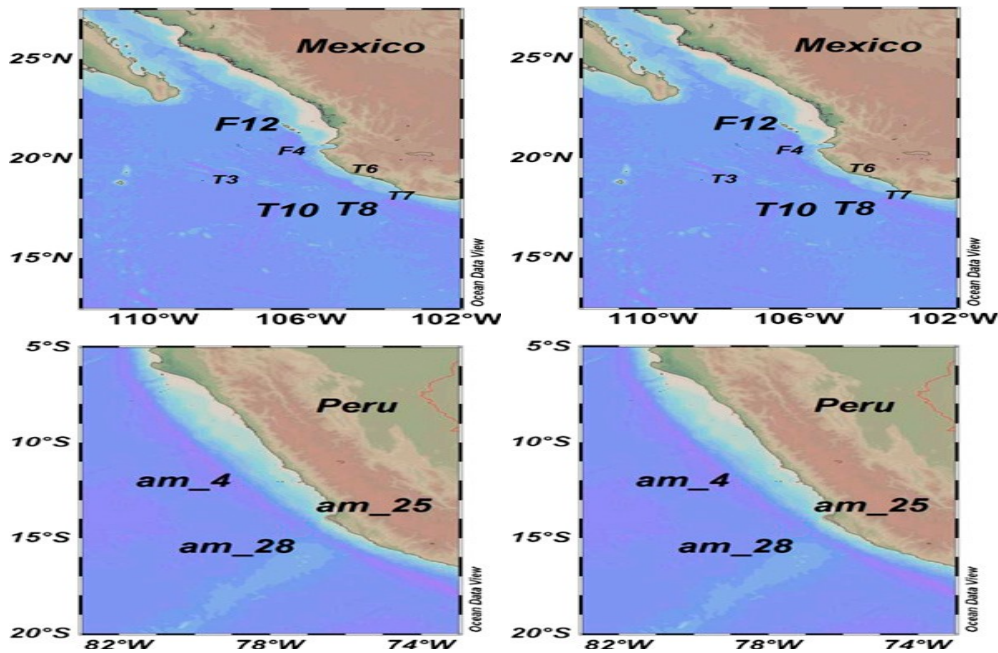 25°N
Mexico
F12
F4
20°N
T6
T3
T7
T10 T8
15°N
Ocean Data View
110°W 106°W 102°W
25°N
Mexico
F12
F4
20°N
T6
T3
T7
T10 T8
15°N
Ocean Data View
110°W 106°W 102°W
5°S
Peru
10°S
am_4
am_25
15°S
am_28
Ocean Data View
20°S
82°W 78°W 74°W
5°S
Peru
10°S
am_4
am_25
15°S
am_28
Ocean Data View
20°S
82°W 78°W 74°W